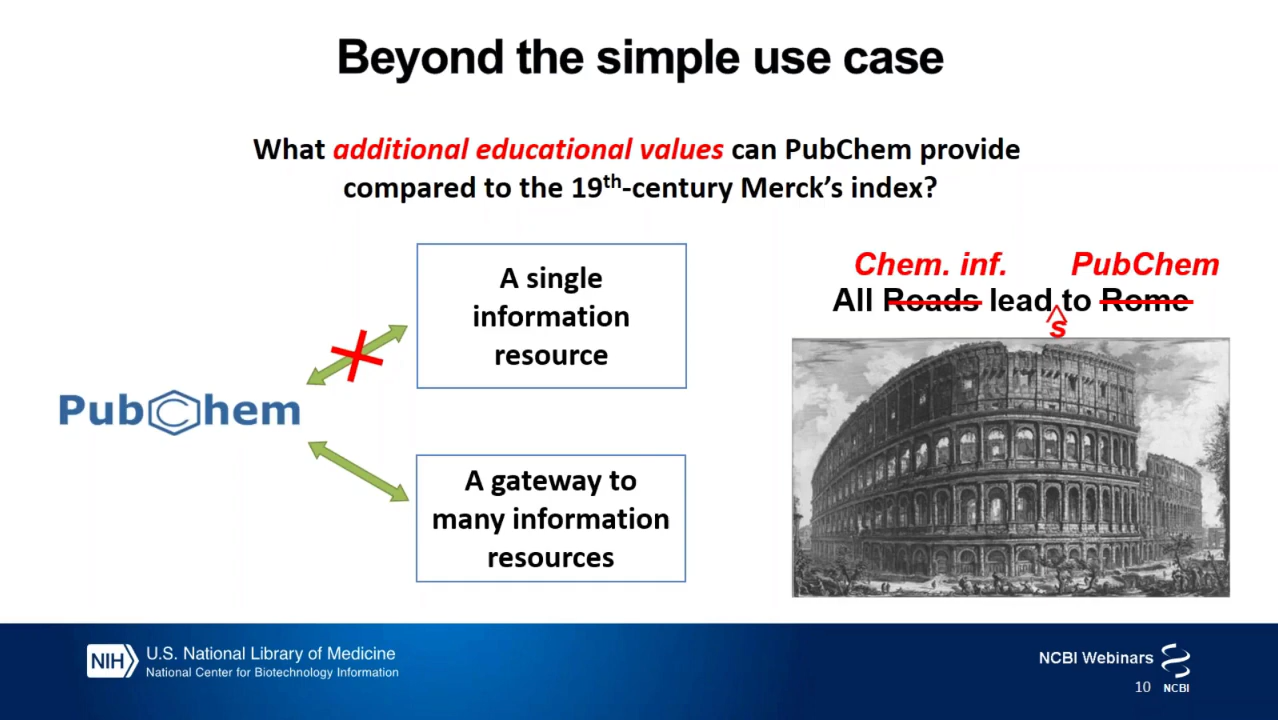 Beyond the simple use case
What additional educational values can PubChem provide
compared to the 19th-century Merck's index?
PubChem
A single
information
resource
A gateway to
many information
resources
Chem. inf. PubChem
All Roads lead to Rome
s
NIH
U.S. National Library of Medicine
National Center for Biotechnology Information
NCBI Webinars
10 NCBI